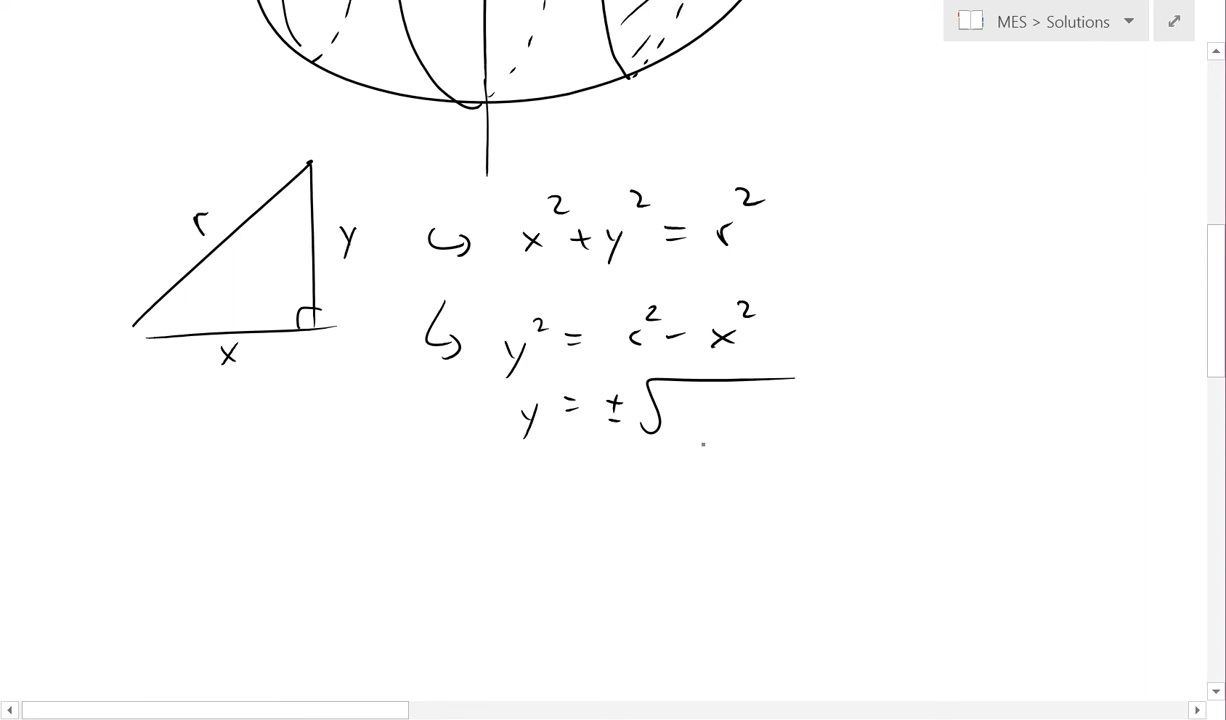 MES > Solutions
r
y
x
↪ x² + y² = r²
↪ y² = r² - x²
y = ± √